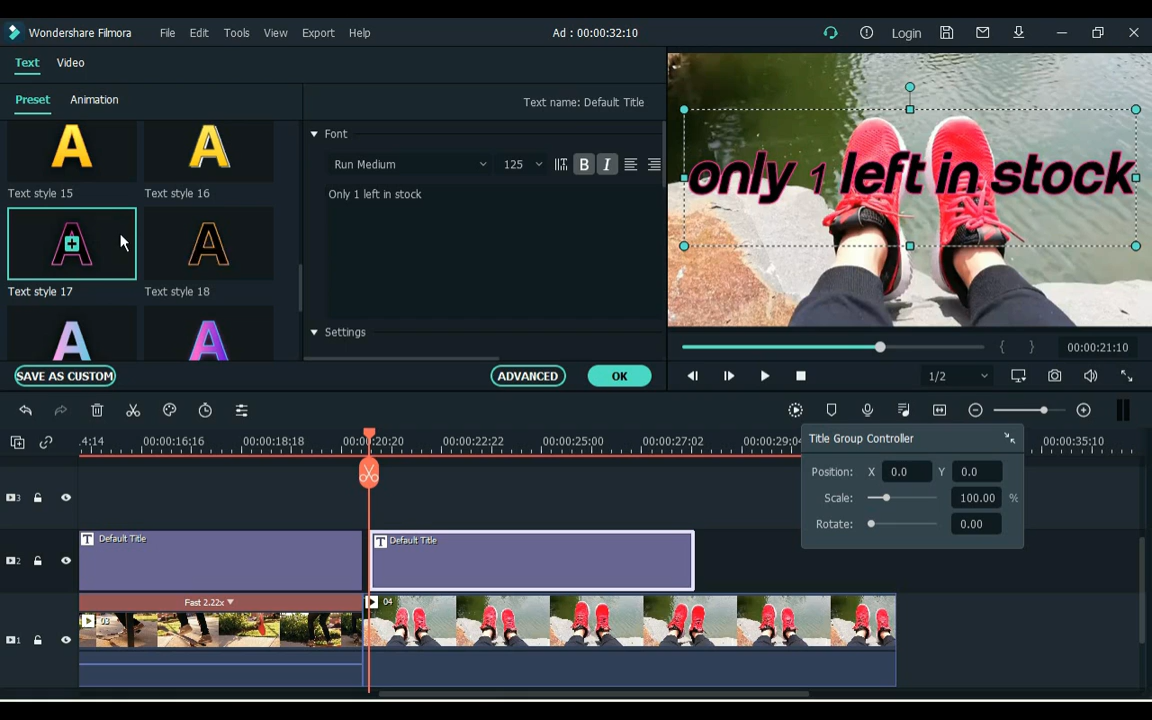 Wondershare Filmora File Edit Tools View Export Help Ad : 00:00:32:10 Login
Text Video
Preset Animation Text name: Default Title
Font
Run Medium 125 B I
Only 1 left in stock
only 1 left in stock
A A
Text style 15 Text style 16
A A
Text style 17 Text style 18
A A
Settings
SAVE AS CUSTOM ADVANCED OK
{ } 00:00:21:10
1/2
.4;14 00:00:16:16 00:00:18:18 00:00:20:20 00:00:22:22 00:00:25:00 00:00:27:02 00:00:29:04 00:00:35:10
Title Group Controller
Position: X 0.0 Y 0.0
Scale: 100.00 %
Rotate: 0.00
3
2 T Default Title T Default Title
Fast 2.22x
1 03 04